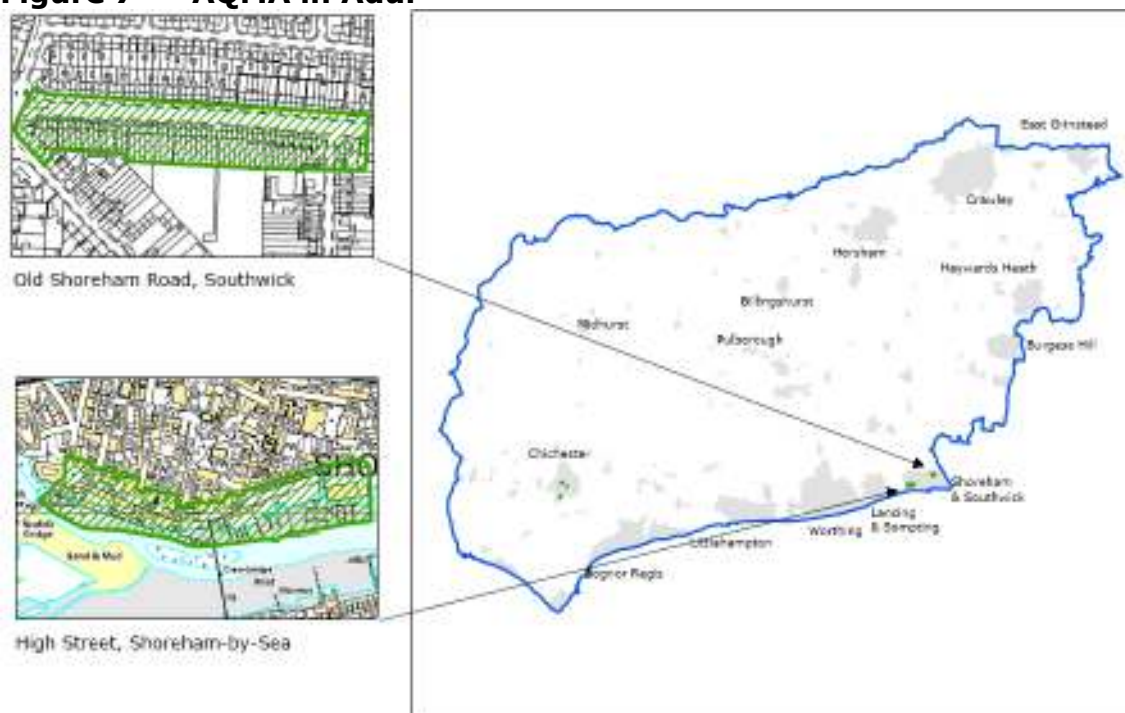 Old Shoreham Road, Southwick
High Street, Shoreham-by-Sea
SHO
Sand & Mud
East Grinstead
Crawley
Horsham
Haywards Heath
Billingshurst
Midhurst
Pulborough
Burgess Hill
Chichester
Shoreham
& Southwick
Lancing
& Sompting
Worthing
Littlehampton
Bognor Regis